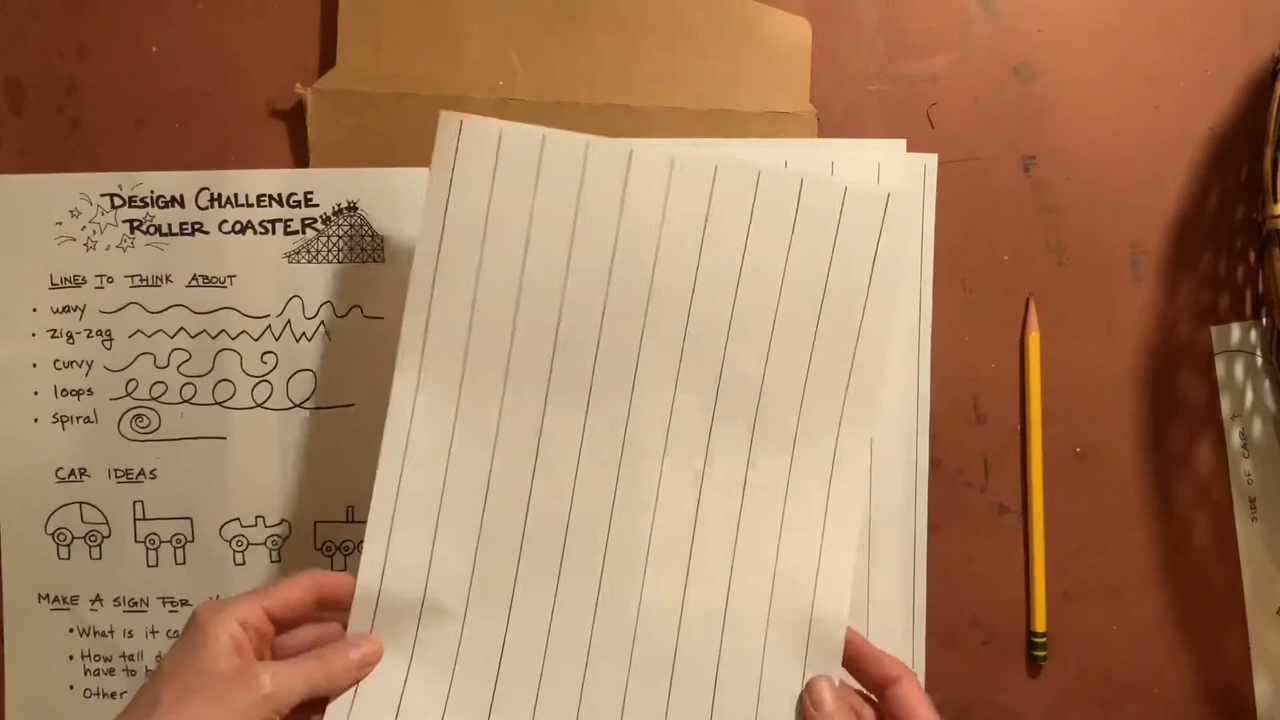 DESIGN CHALLENGE
ROLLER COASTER
LINES TO THINK ABOUT
• wavy
• zig-zag
• curvy
• loops
• spiral
CAR IDEAS
MAKE A SIGN FOR
• What is it
• How tall
have to
• Other
SIDE OF CAR ↑